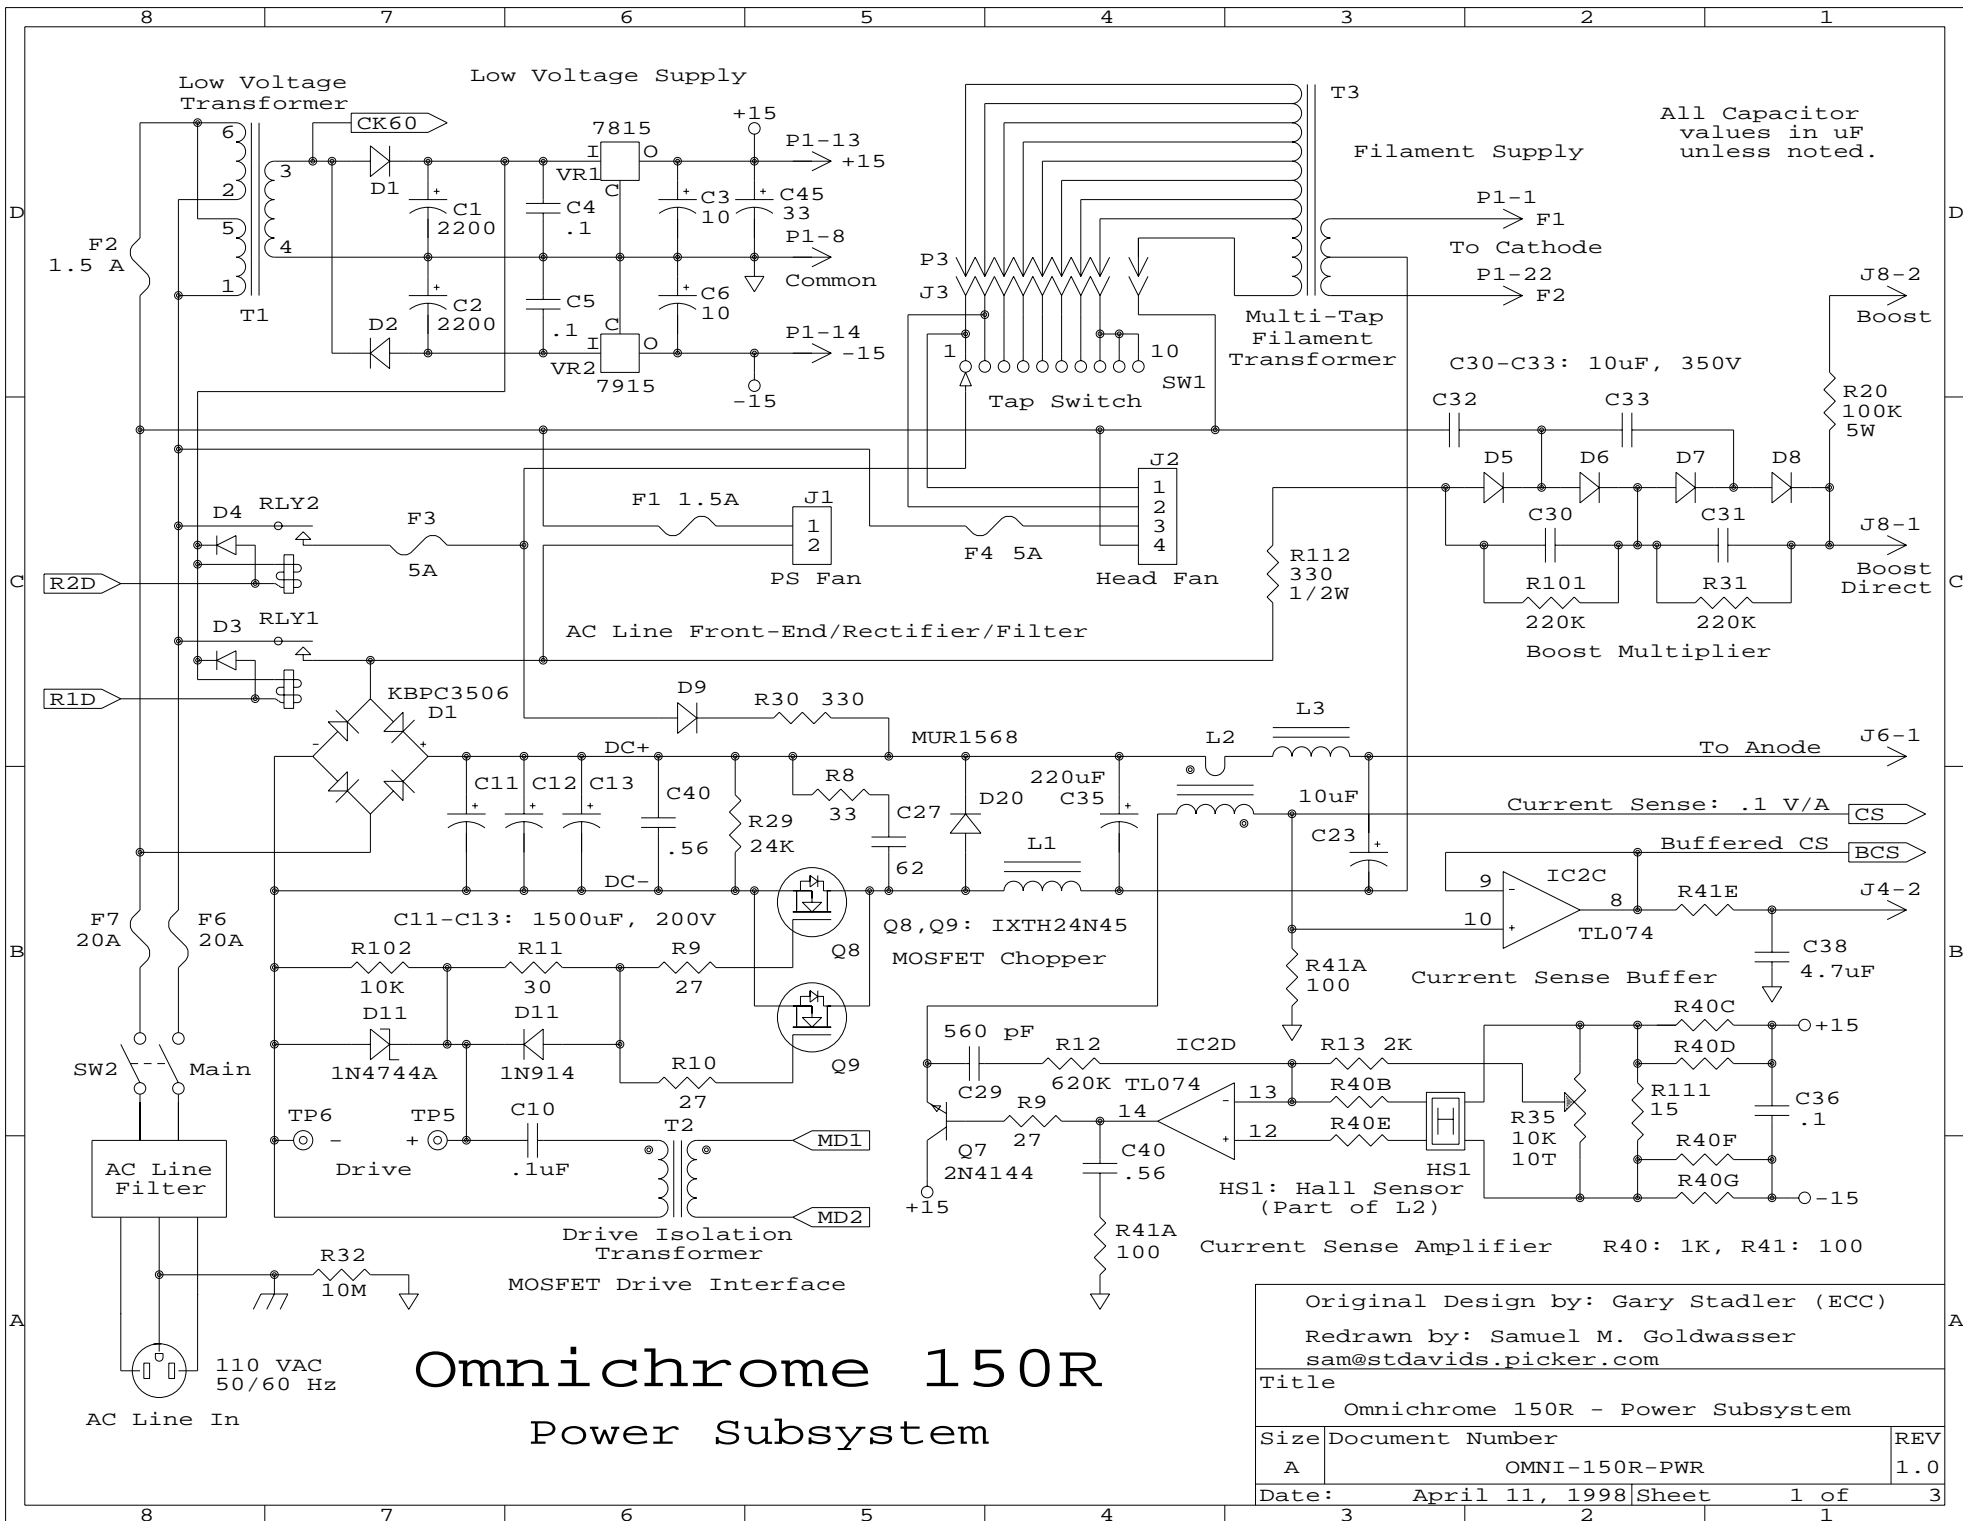 8 7 6 5 4 3 2 1
D
C
B
A
Low Voltage
Transformer
Low Voltage Supply
CK60
6
2
5
1
3
4
T1
F2
1.5 A
D1
D2
C1
2200
C2
2200
C4
.1
C5
.1
7815
I
O
VR1
C
C
I
O
VR2
7915
C3
10
C6
10
C45
33
+15
P1-13
+15
P1-8
Common
P1-14
-15
-15
P3
J3
1
10
SW1
Tap Switch
T3
Filament Supply
Multi-Tap
Filament
Transformer
P1-1
F1
To Cathode
P1-22
F2
All Capacitor
values in uF
unless noted.
J8-2
Boost
C30-C33: 10uF, 350V
R20
100K
5W
C32
C33
D5
D6
D7
D8
C30
C31
R101
220K
R31
220K
J8-1
Boost
Direct
Boost Multiplier
RLY2
D4
F3
5A
R2D
RLY1
D3
R1D
F1 1.5A
J1
1
2
PS Fan
F4 5A
J2
1
2
3
4
Head Fan
R112
330
1/2W
AC Line Front-End/Rectifier/Filter
KBPC3506
D1
-
+
D9
R30 330
DC+
DC-
C11
C12
C13
C40
.56
R29
24K
R8
33
C27
62
MUR1568
D20
L1
220uF
C35
L2
L3
10uF
C23
To Anode
J6-1
Current Sense: .1 V/A
CS
Buffered CS
BCS
IC2C
9
10
8
-
+
TL074
R41E
J4-2
C38
4.7uF
Current Sense Buffer
C11-C13: 1500uF, 200V
Q8
Q8,Q9: IXTH24N45
MOSFET Chopper
Q9
R102
10K
R11
30
R9
27
D11
1N4744A
D11
1N914
R10
27
F7
20A
F6
20A
SW2
Main
TP6
-
TP5
+
Drive
C10
.1uF
T2
MD1
MD2
Drive Isolation
Transformer
MOSFET Drive Interface
AC Line
Filter
R32
10M
110 VAC
50/60 Hz
AC Line In
R41A
100
560 pF
C29
R12
620K
IC2D
TL074
13
12
14
-
+
R13 2K
R40B
R40E
H
HS1
R9
27
Q7
2N4144
+15
C40
.56
R41A
100
HS1: Hall Sensor
(Part of L2)
R35
10K
10T
R111
15
R40C
R40D
R40F
R40G
C36
.1
+15
-15
Current Sense Amplifier
R40: 1K, R41: 100
Omnichrome 150R
Power Subsystem
Original Design by: Gary Stadler (ECC)
Redrawn by: Samuel M. Goldwasser
sam@stdavids.picker.com
Title
Omnichrome 150R - Power Subsystem
Size Document Number REV
A OMNI-150R-PWR 1.0
Date: April 11, 1998 Sheet 1 of 3
D
C
B
A
8 7 6 5 4 3 2 1